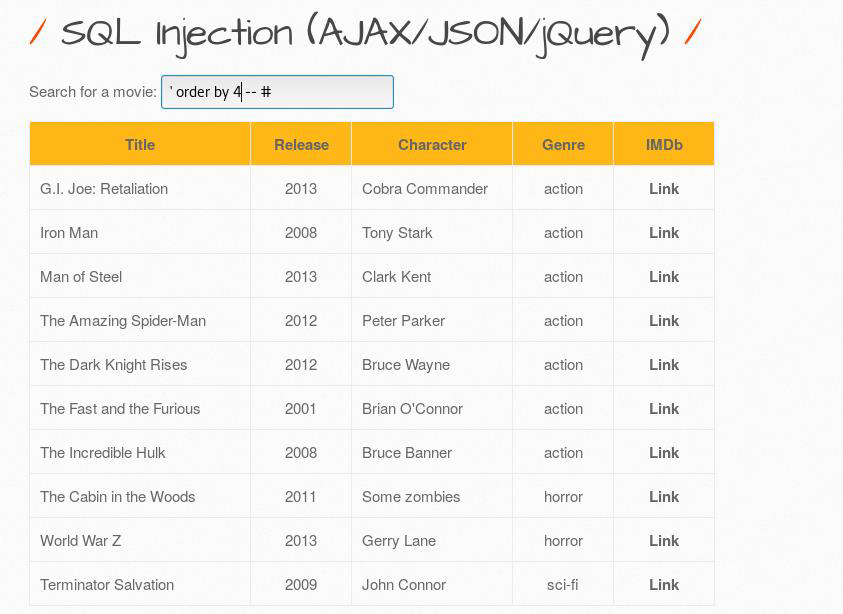 / SQL Injection (AJAX/JSON/jQuery) /
Search for a movie: ' order by 4 -- #
Title Release Character Genre IMDb
G.I. Joe: Retaliation 2013 Cobra Commander action Link
Iron Man 2008 Tony Stark action Link
Man of Steel 2013 Clark Kent action Link
The Amazing Spider-Man 2012 Peter Parker action Link
The Dark Knight Rises 2012 Bruce Wayne action Link
The Fast and the Furious 2001 Brian O'Connor action Link
The Incredible Hulk 2008 Bruce Banner action Link
The Cabin in the Woods 2011 Some zombies horror Link
World War Z 2013 Gerry Lane horror Link
Terminator Salvation 2009 John Connor sci-fi Link